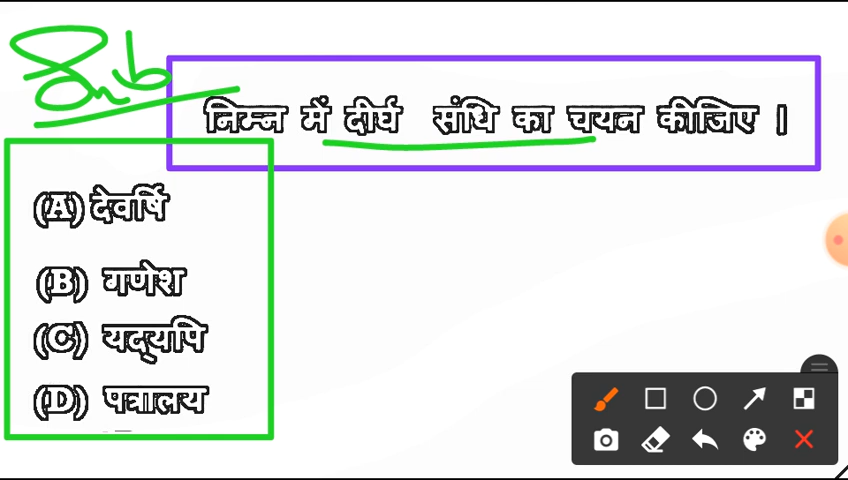 Sub
निम्न में दीर्घ संधि का चयन कीजिए |
(A) देवर्षि
(B) गणेश
(C) यद्‌यपि
(D) पत्रालय